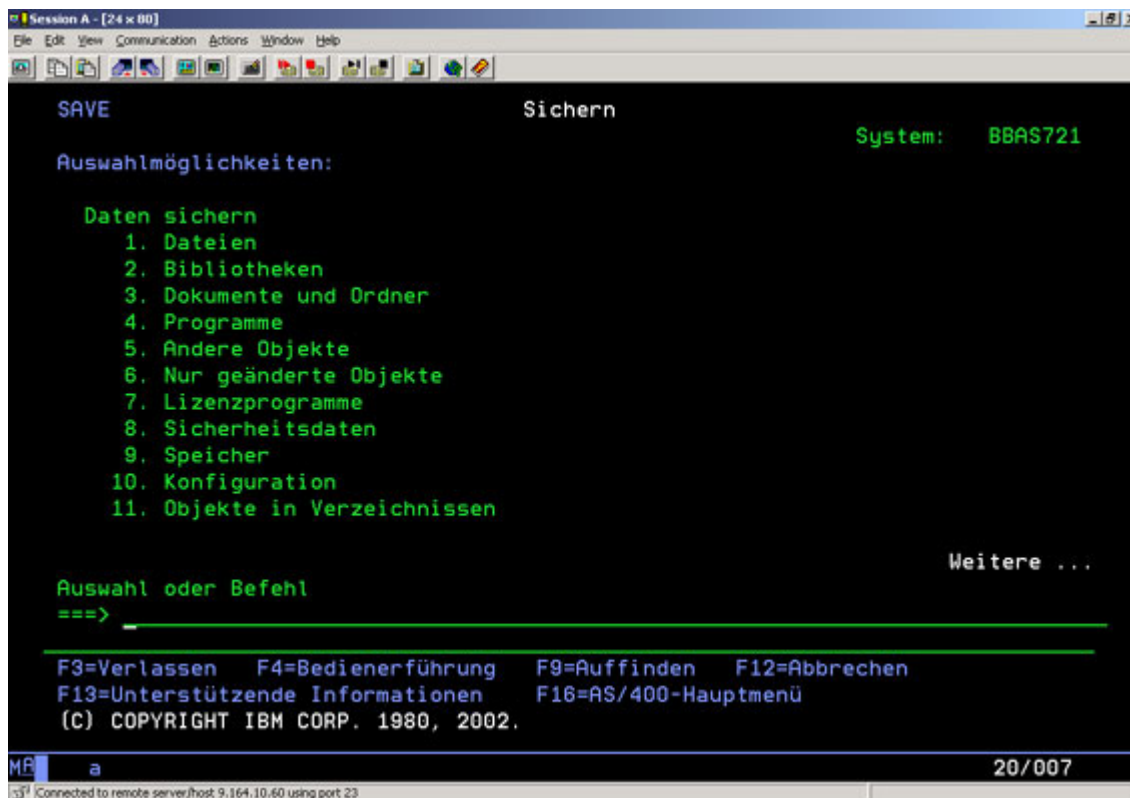 Session A - [24 x 80]
File Edit View Communication Actions Window Help
SAVE Sichern
System: BBAS721
Auswahlmöglichkeiten:
Daten sichern
1. Dateien
2. Bibliotheken
3. Dokumente und Ordner
4. Programme
5. Andere Objekte
6. Nur geänderte Objekte
7. Lizenzprogramme
8. Sicherheitsdaten
9. Speicher
10. Konfiguration
11. Objekte in Verzeichnissen
Weitere ...
Auswahl oder Befehl
===>
F3=Verlassen F4=Bedienerführung F9=Auffinden F12=Abbrechen
F13=Unterstützende Informationen F16=AS/400-Hauptmenü
(C) COPYRIGHT IBM CORP. 1980, 2002.
MA a 20/007
Connected to remote server/host 9.164.10.60 using port 23